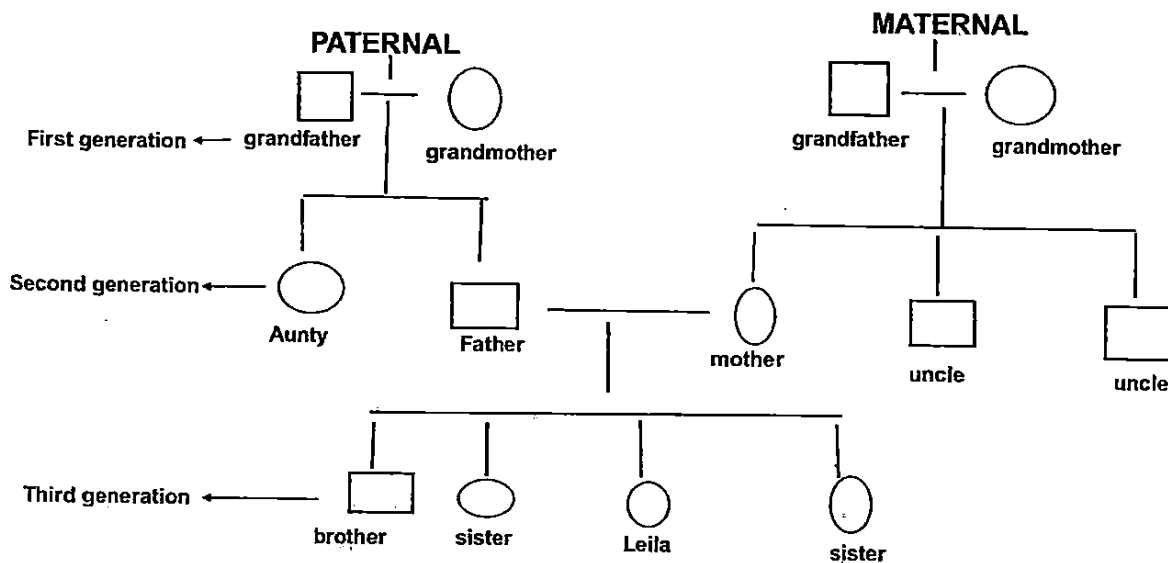 PATERNAL
MATERNAL
First generation
grandfather
grandmother
grandfather
grandmother
Second generation
Aunty
Father
mother
uncle
uncle
Third generation
brother
sister
Leila
sister